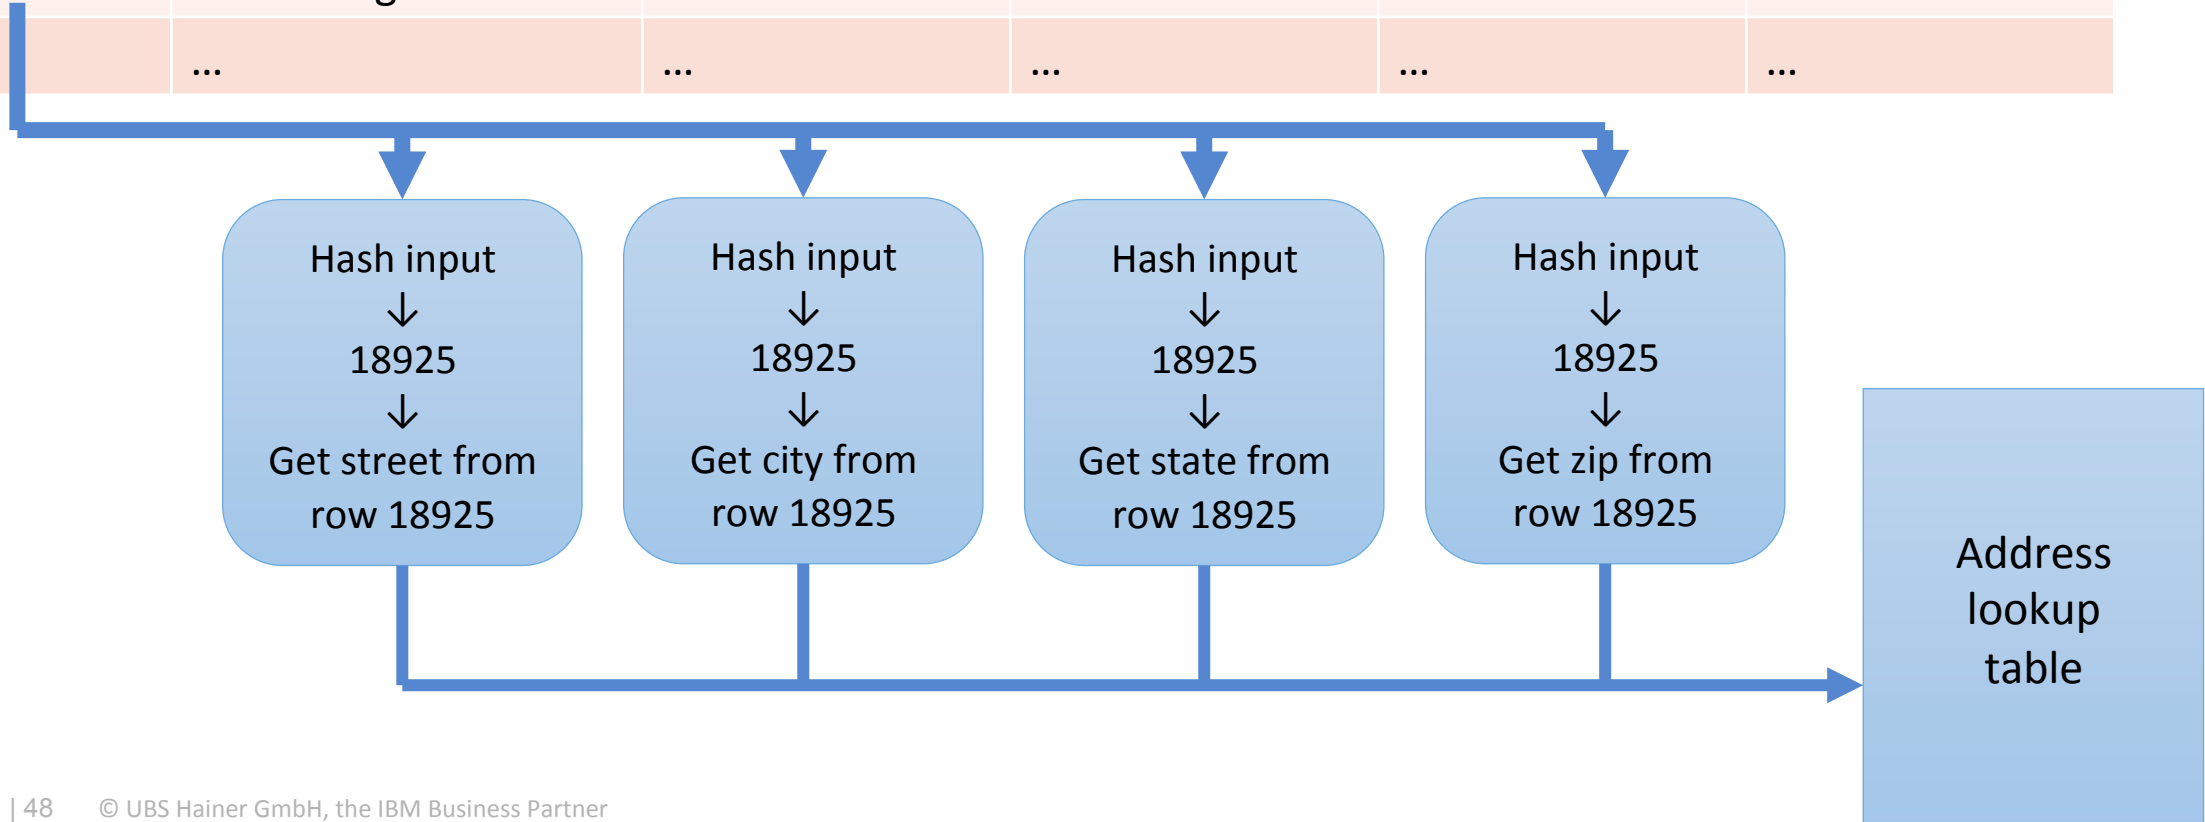 ... ... ... ... ...
Hash input
↓
18925
↓
Get street from
row 18925
Hash input
↓
18925
↓
Get city from
row 18925
Hash input
↓
18925
↓
Get state from
row 18925
Hash input
↓
18925
↓
Get zip from
row 18925
Address
lookup
table
| 48 © UBS Hainer GmbH, the IBM Business Partner